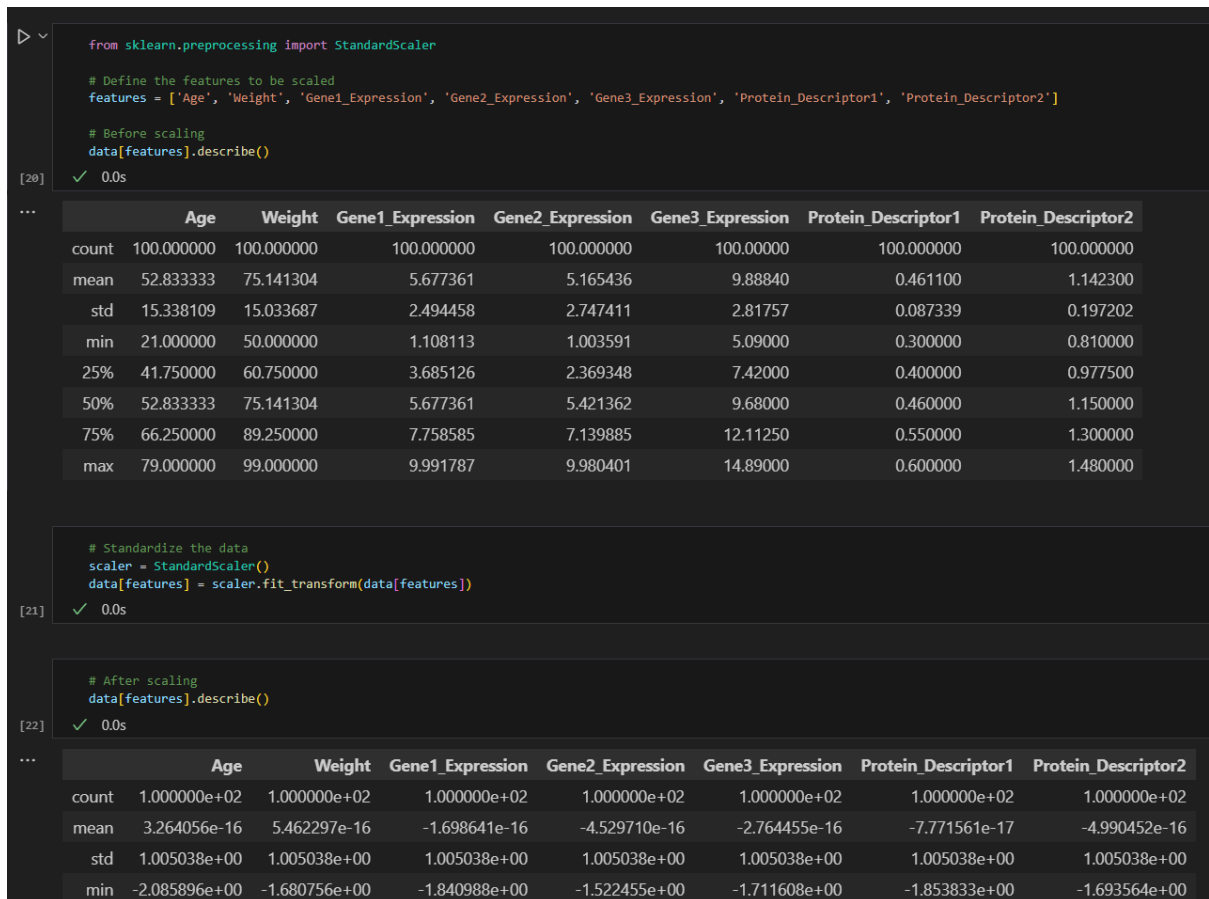 from sklearn.preprocessing import StandardScaler
# Define the features to be scaled
features = ['Age', 'Weight', 'Gene1_Expression', 'Gene2_Expression', 'Gene3_Expression', 'Protein_Descriptor1', 'Protein_Descriptor2']
# Before scaling
data[features].describe()
[20] ✓ 0.0s
... Age Weight Gene1_Expression Gene2_Expression Gene3_Expression Protein_Descriptor1 Protein_Descriptor2
count 100.000000 100.000000 100.000000 100.000000 100.00000 100.000000 100.000000
mean 52.833333 75.141304 5.677361 5.165436 9.88840 0.461100 1.142300
std 15.338109 15.033687 2.494458 2.747411 2.81757 0.087339 0.197202
min 21.000000 50.000000 1.108113 1.003591 5.09000 0.300000 0.810000
25% 41.750000 60.750000 3.685126 2.369348 7.42000 0.400000 0.977500
50% 52.833333 75.141304 5.677361 5.421362 9.68000 0.460000 1.150000
75% 66.250000 89.250000 7.758585 7.139885 12.11250 0.550000 1.300000
max 79.000000 99.000000 9.991787 9.980401 14.89000 0.600000 1.480000
# Standardize the data
scaler = StandardScaler()
data[features] = scaler.fit_transform(data[features])
[21] ✓ 0.0s
# After scaling
data[features].describe()
[22] ✓ 0.0s
... Age Weight Gene1_Expression Gene2_Expression Gene3_Expression Protein_Descriptor1 Protein_Descriptor2
count 1.000000e+02 1.000000e+02 1.000000e+02 1.000000e+02 1.000000e+02 1.000000e+02 1.000000e+02
mean 3.264056e-16 5.462297e-16 -1.698641e-16 -4.529710e-16 -2.764455e-16 -7.771561e-17 -4.990452e-16
std 1.005038e+00 1.005038e+00 1.005038e+00 1.005038e+00 1.005038e+00 1.005038e+00 1.005038e+00
min -2.085896e+00 -1.680756e+00 -1.840988e+00 -1.522455e+00 -1.711608e+00 -1.853833e+00 -1.693564e+00